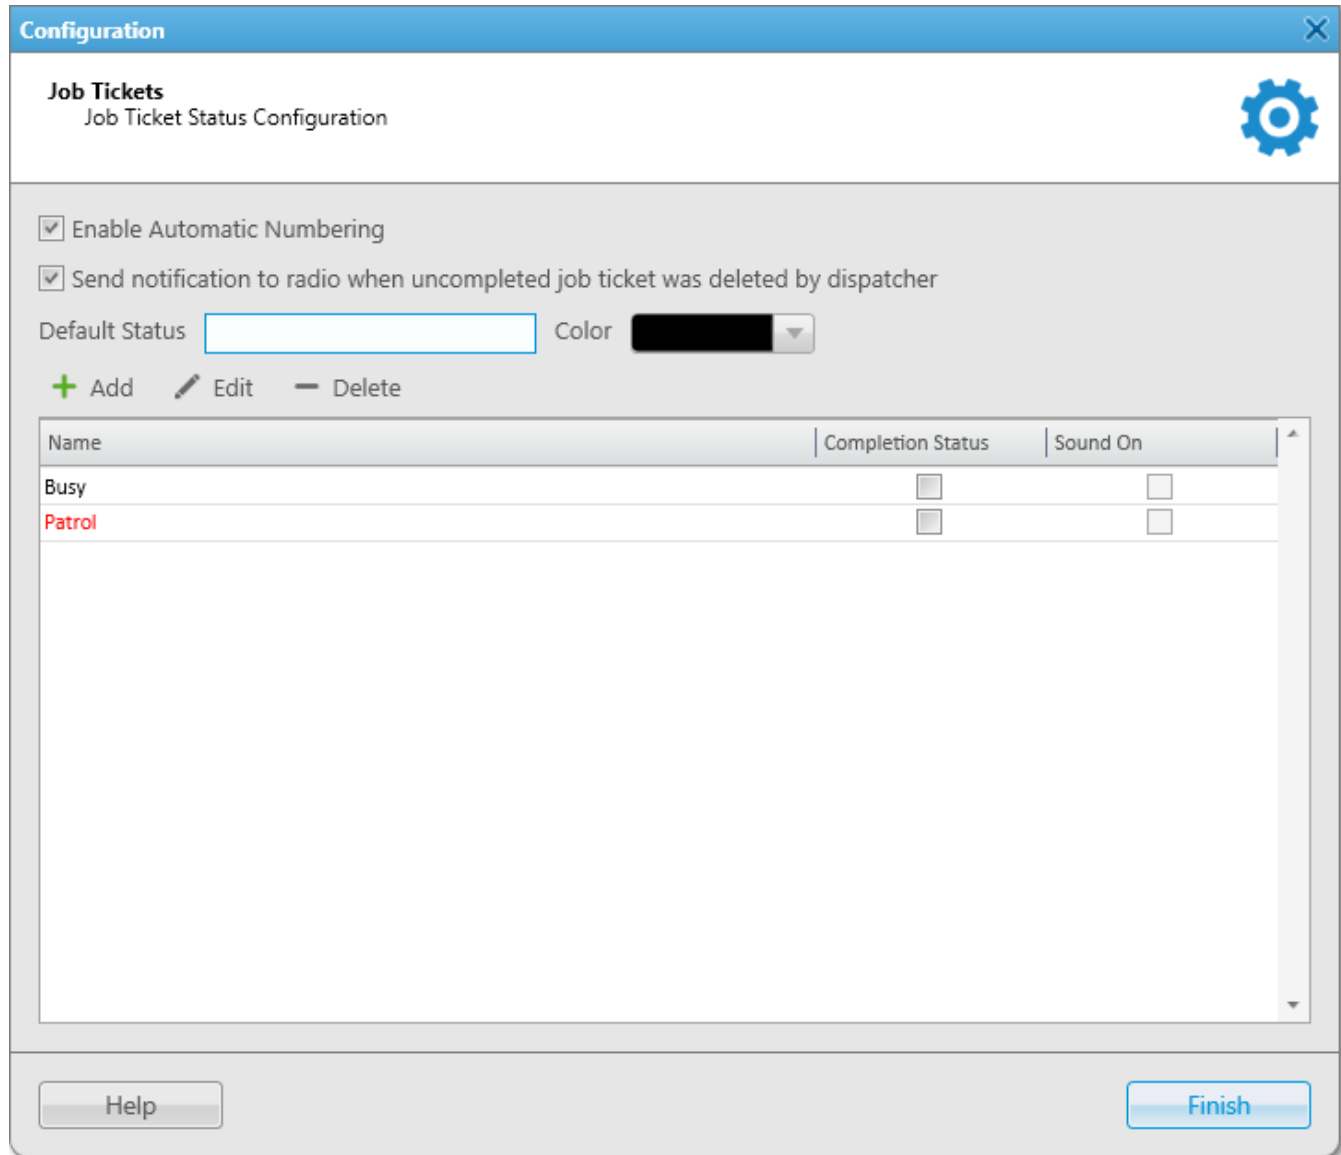 Configuration
Job Tickets
Job Ticket Status Configuration
Enable Automatic Numbering
Send notification to radio when uncompleted job ticket was deleted by dispatcher
Default Status Color
Add Edit Delete
Name Completion Status Sound On
Busy
Patrol
Help Finish